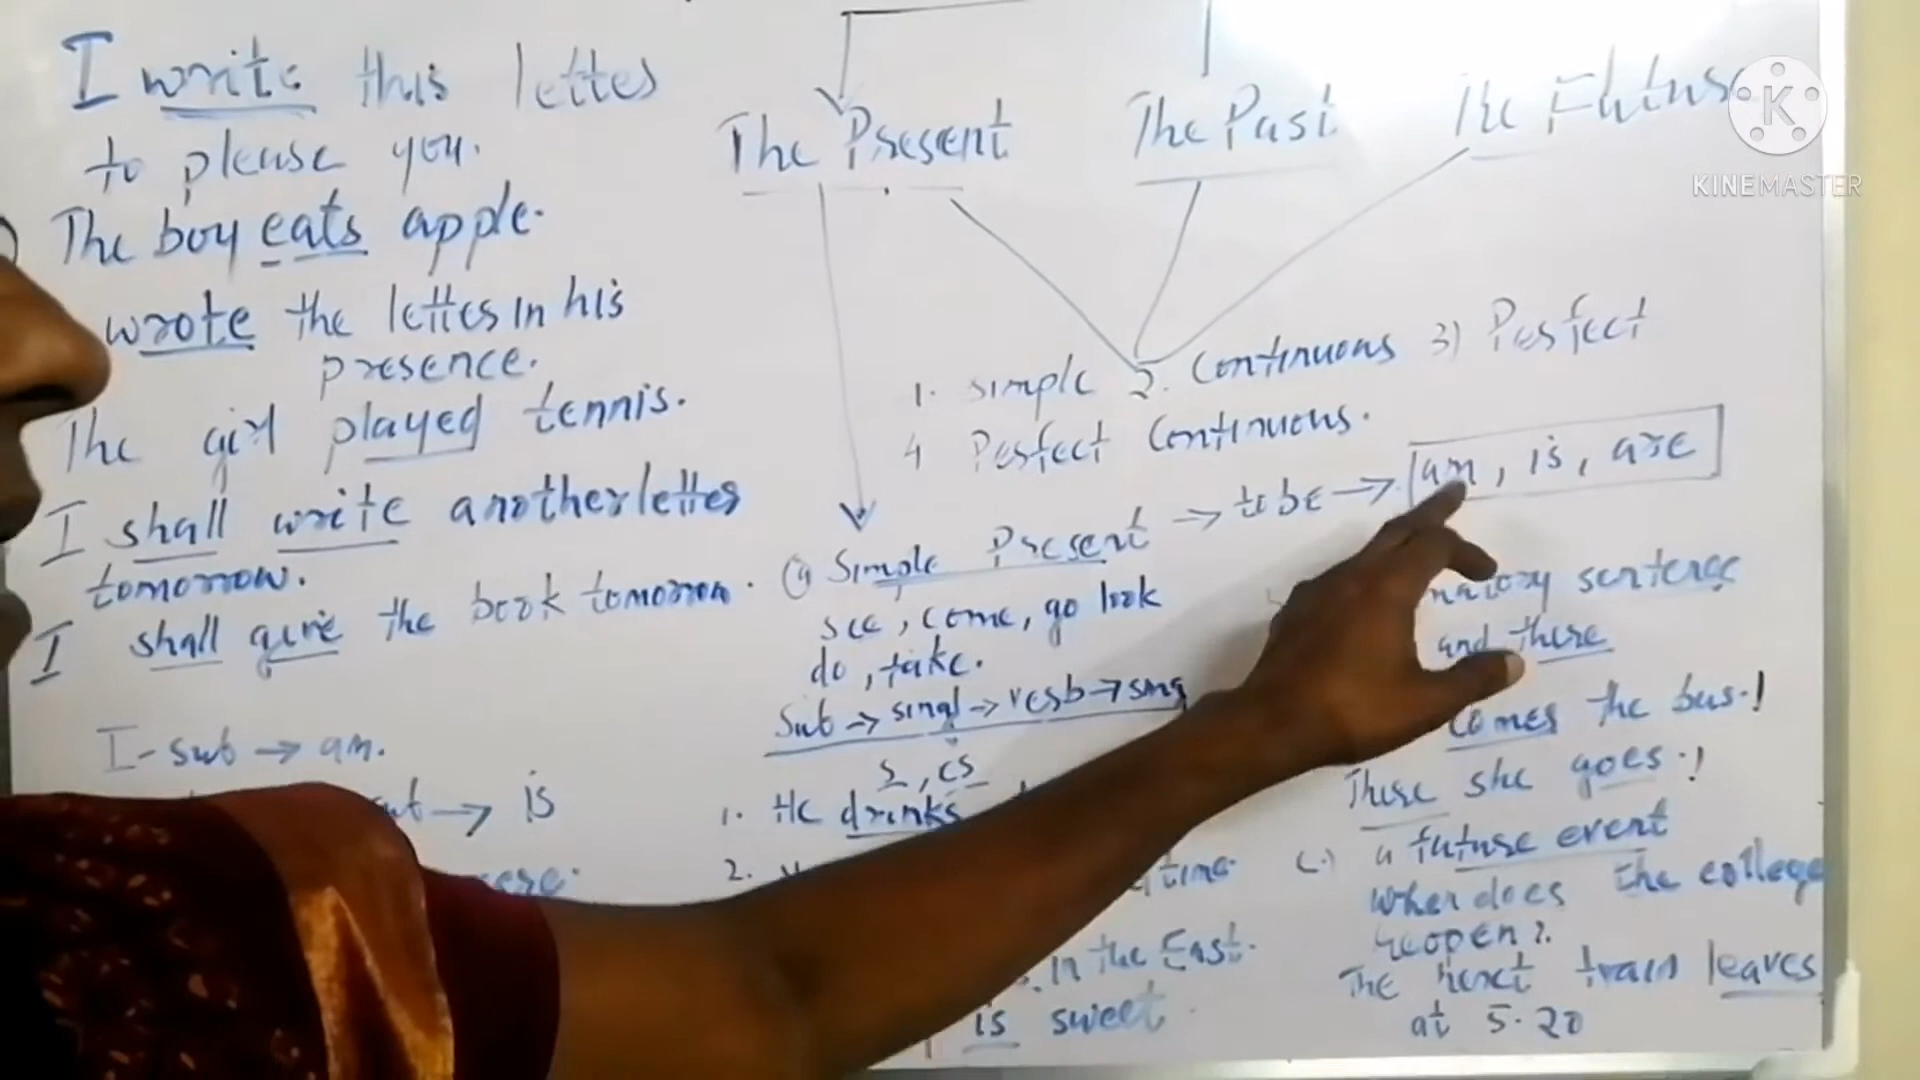 I write this letter
to please you.
The boy eats apple.
wrote the letter in his
presence.
The girl played tennis.
I shall write another letter
tomorrow.
I shall give the book tomorrow.
I - sub → am.
→ is
The Present The Past The Future
1. Simple 2. Continuous 3) Perfect
4 Perfect Continuous.
Simple Present → to be → am, is, are
see, come, go look
do, take.
Sub → singl → verb → sing
s, es
1. He drinks
2.
time.
in the East.
is sweet.
sentence
and there
Comes the bus.!
There she goes.!
c.) a future event
When does the college
reopen?
The next train leaves
at 5.20
KINEMASTER